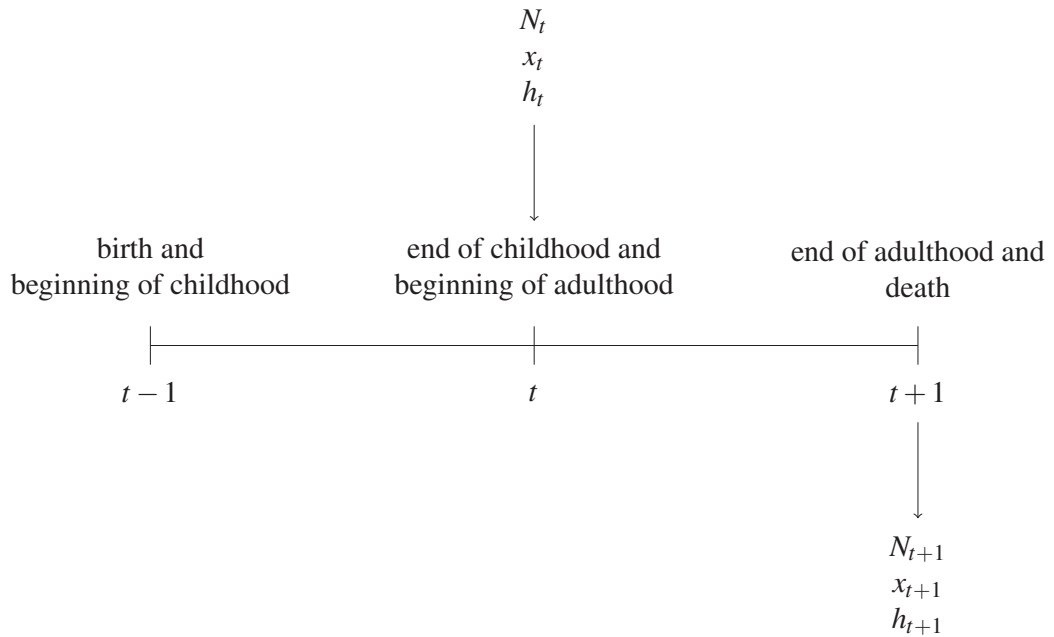 N_t
x_t
h_t
birth and
beginning of childhood
end of childhood and
beginning of adulthood
end of adulthood and
death
t − 1
t
t + 1
N_{t+1}
x_{t+1}
h_{t+1}